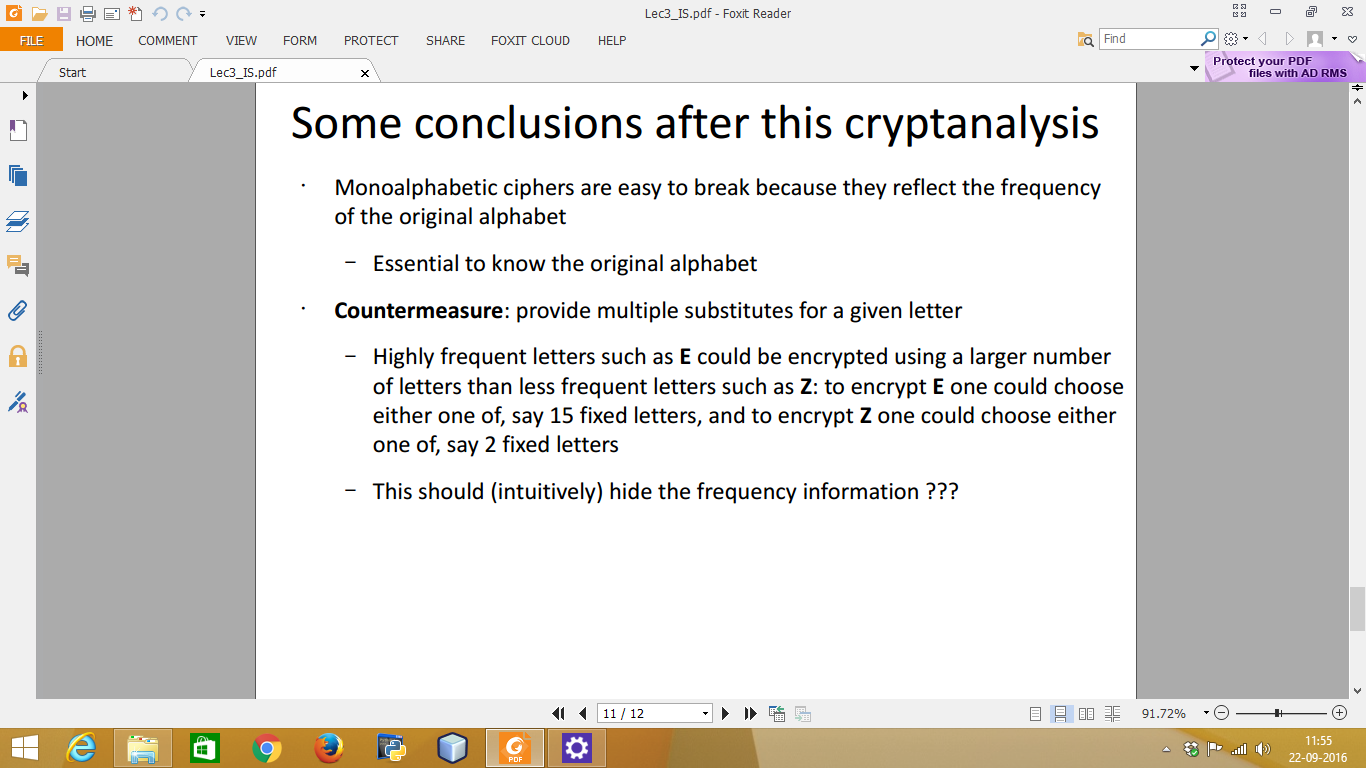 Lec3_IS.pdf - Foxit Reader
FILE HOME COMMENT VIEW FORM PROTECT SHARE FOXIT CLOUD HELP
Find
Start
Lec3_IS.pdf
Protect your PDF
files with AD RMS
Some conclusions after this cryptanalysis
· Monoalphabetic ciphers are easy to break because they reflect the frequency
of the original alphabet
– Essential to know the original alphabet
· Countermeasure: provide multiple substitutes for a given letter
– Highly frequent letters such as E could be encrypted using a larger number
of letters than less frequent letters such as Z: to encrypt E one could choose
either one of, say 15 fixed letters, and to encrypt Z one could choose either
one of, say 2 fixed letters
– This should (intuitively) hide the frequency information ???
11 / 12
91.72%
PDF
11:55
22-09-2016